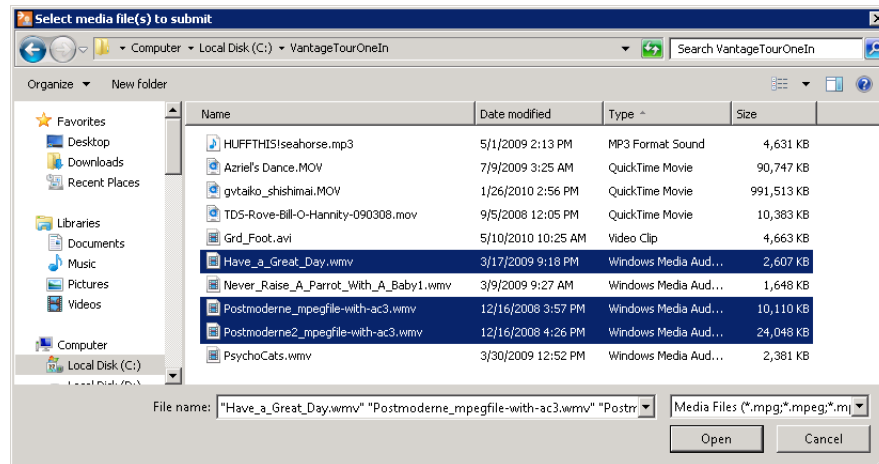 Select media file(s) to submit
Computer Local Disk (C:) VantageTourOneIn Search VantageTourOneIn
Organize New folder
Favorites
Desktop
Downloads
Recent Places
Libraries
Documents
Music
Pictures
Videos
Computer
Local Disk (C:)
Name Date modified Type Size
HUFFTHIS!seahorse.mp3 5/1/2009 2:13 PM MP3 Format Sound 4,631 KB
Azriel's Dance.MOV 7/9/2009 3:25 AM QuickTime Movie 90,747 KB
gvtaiko_shishimai.MOV 1/26/2010 2:56 PM QuickTime Movie 991,513 KB
TDS-Rove-Bill-O-Hannity-090308.mov 9/5/2008 12:05 PM QuickTime Movie 10,383 KB
Grd_Foot.avi 5/10/2010 10:25 AM Video Clip 4,663 KB
Have_a_Great_Day.wmv 3/17/2009 9:18 PM Windows Media Aud... 2,607 KB
Never_Raise_A_Parrot_With_A_Baby1.wmv 3/9/2009 9:27 AM Windows Media Aud... 1,648 KB
Postmoderne_mpegfile-with-ac3.wmv 12/16/2008 3:57 PM Windows Media Aud... 10,110 KB
Postmoderne2_mpegfile-with-ac3.wmv 12/16/2008 4:26 PM Windows Media Aud... 24,048 KB
PsychoCats.wmv 3/30/2009 12:52 PM Windows Media Aud... 2,381 KB
File name: "Have_a_Great_Day.wmv" "Postmoderne_mpegfile-with-ac3.wmv" "Postm Media Files (*.mpg;*.mpeg;*.m
Open Cancel